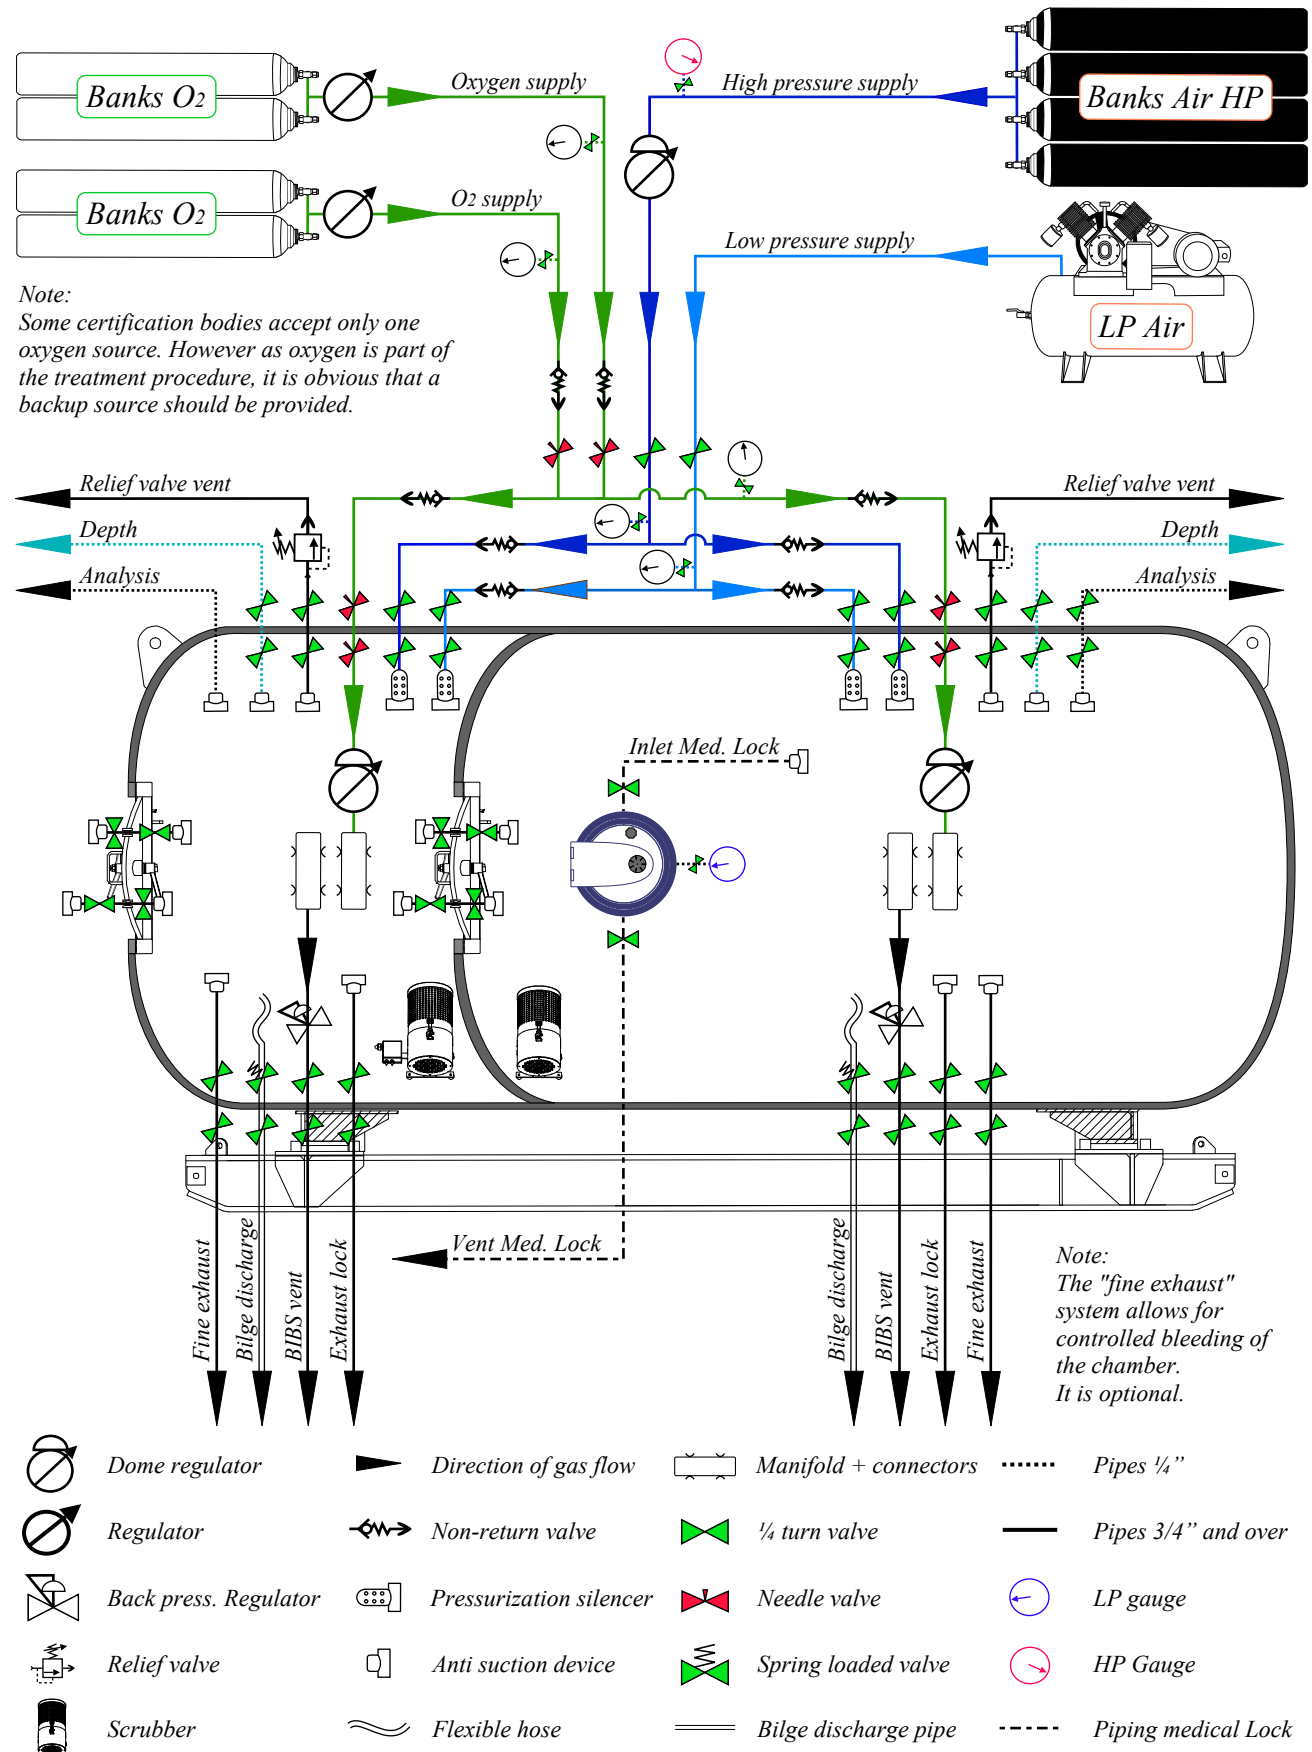 Banks O2
Oxygen supply
High pressure supply
Banks Air HP
Banks O2
O2 supply
Low pressure supply
LP Air
Note:
Some certification bodies accept only one
oxygen source. However as oxygen is part of
the treatment procedure, it is obvious that a
backup source should be provided.
Relief valve vent
Depth
Analysis
Relief valve vent
Depth
Analysis
Inlet Med. Lock
Vent Med. Lock
Fine exhaust
Bilge discharge
BIBS vent
Exhaust lock
Bilge discharge
BIBS vent
Exhaust lock
Fine exhaust
Note:
The "fine exhaust"
system allows for
controlled bleeding of
the chamber.
It is optional.
Dome regulator
Direction of gas flow
Manifold + connectors
Pipes ¼”
Regulator
Non-return valve
¼ turn valve
Pipes 3/4” and over
Back press. Regulator
Pressurization silencer
Needle valve
LP gauge
Relief valve
Anti suction device
Spring loaded valve
HP Gauge
Scrubber
Flexible hose
Bilge discharge pipe
Piping medical Lock